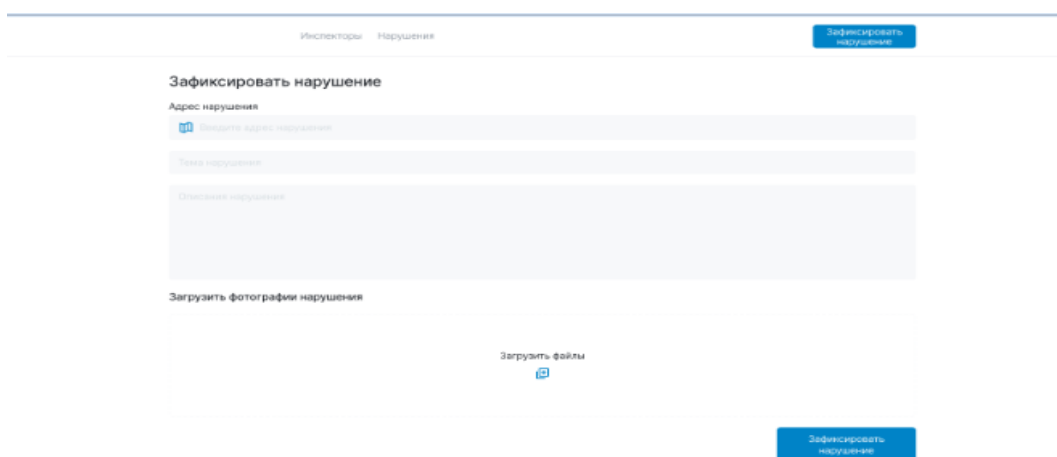 Инспекторы Нарушения
Зафиксировать
нарушение
Зафиксировать нарушение
Адрес нарушения
Введите адрес нарушения
Тема нарушения
Описания нарушения
Загрузить фотографии нарушения
Загрузить файлы
Зафиксировать
нарушение